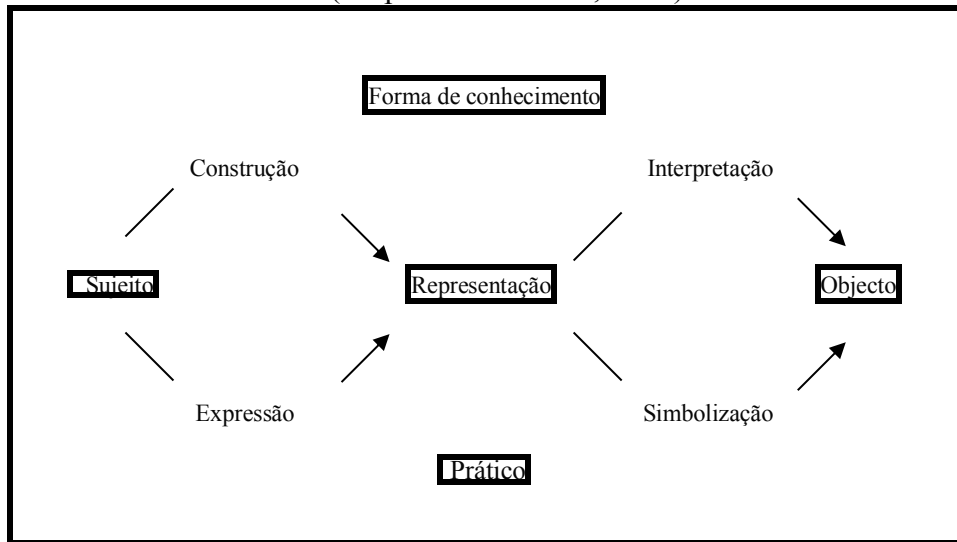 Forma de conhecimento
Construção Interpretação
Sujeito Representação Objecto
Expressão Simbolização
Prático